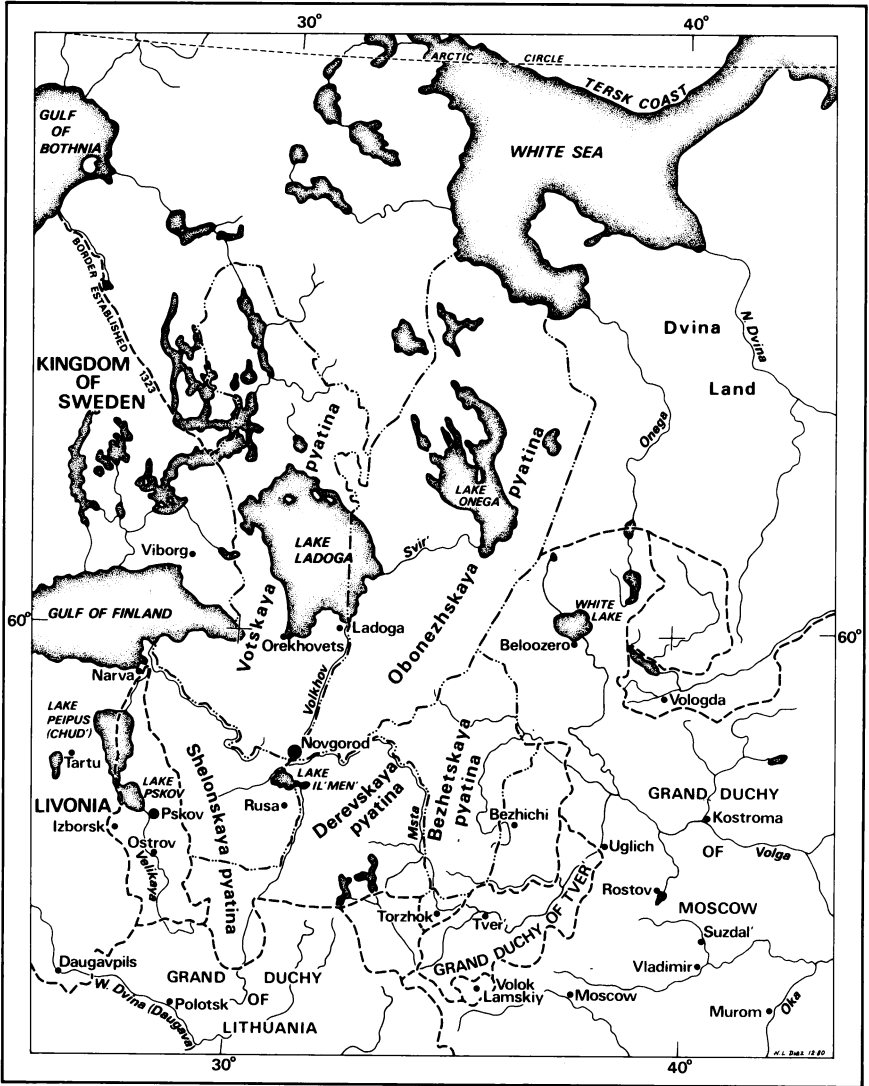 30°
40°
ARCTIC CIRCLE
TERSK COAST
GULF
OF
BOTHNIA
WHITE SEA
BORDER ESTABLISHED 1323
Dvina
Land
N. Dvina
KINGDOM
OF
SWEDEN
Onega
pyatina
pyatina
LAKE
ONEGA
LAKE
LADOGA
Svir'
Viborg
GULF OF FINLAND
60°
60°
Votskaya
Orekhovets
Ladoga
Obonezhskaya
WHITE
LAKE
Beloozero
Narva
Volkhov
Vologda
LAKE
PEIPUS
(CHUD')
Tartu
Novgorod
LAKE
PSKOV
LAKE
IL'MEN'
Shelonskaya pyatina
Derevskaya
pyatina
Bezhetskaya
pyatina
Msta
LIVONIA
Izborsk
Pskov
Rusa
Bezhichi
GRAND DUCHY
Kostroma
Ostrov
Velikaya
Uglich
OF
Volga
Rostov
MOSCOW
Torzhok
Tver'
GRAND DUCHY OF TVER'
Suzdal'
Vladimir
Daugavpils
W. Dvina (Daugava)
GRAND DUCHY
OF
LITHUANIA
Polotsk
Volok
Lamskiy
Moscow
Murom
Oka
30°
40°